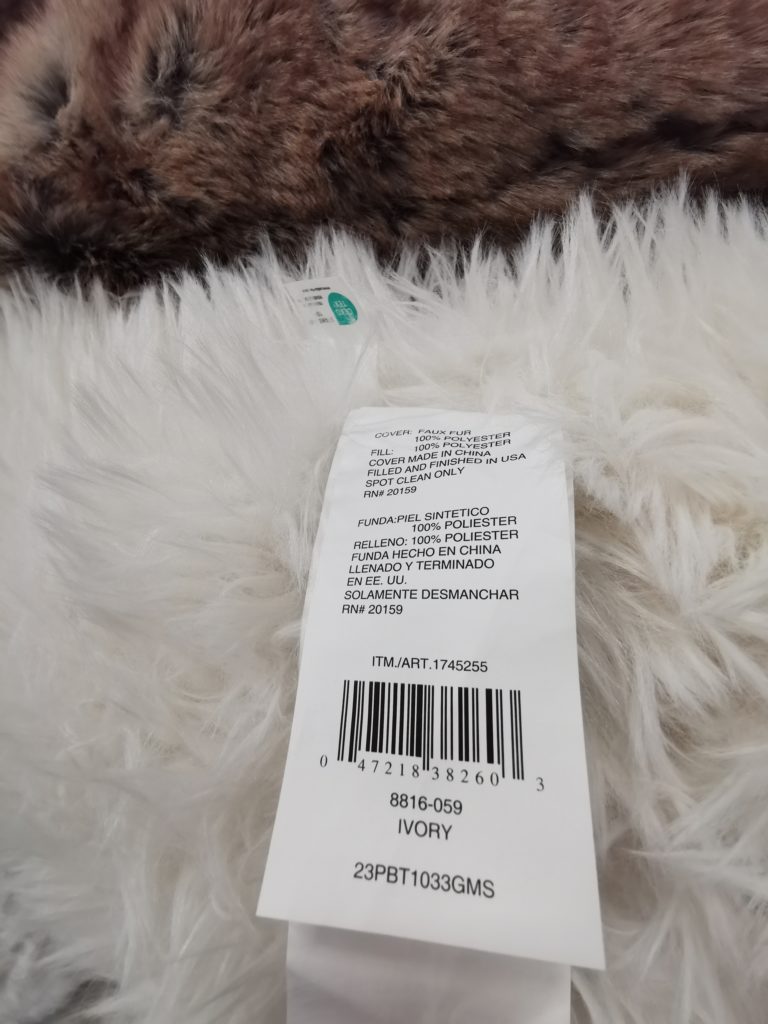 COVER: FAUX FUR
100% POLYESTER
FILL: 100% POLYESTER
COVER MADE IN CHINA
FILLED AND FINISHED IN USA
SPOT CLEAN ONLY
RN# 20159
FUNDA:PIEL SINTETICO
100% POLIESTER
RELLENO: 100% POLIESTER
FUNDA HECHO EN CHINA
LLENADO Y TERMINADO
EN EE. UU.
SOLAMENTE DESMANCHAR
RN# 20159
ITM./ART.1745255
0 47218 38260 3
8816-059
IVORY
23PBT1033GMS